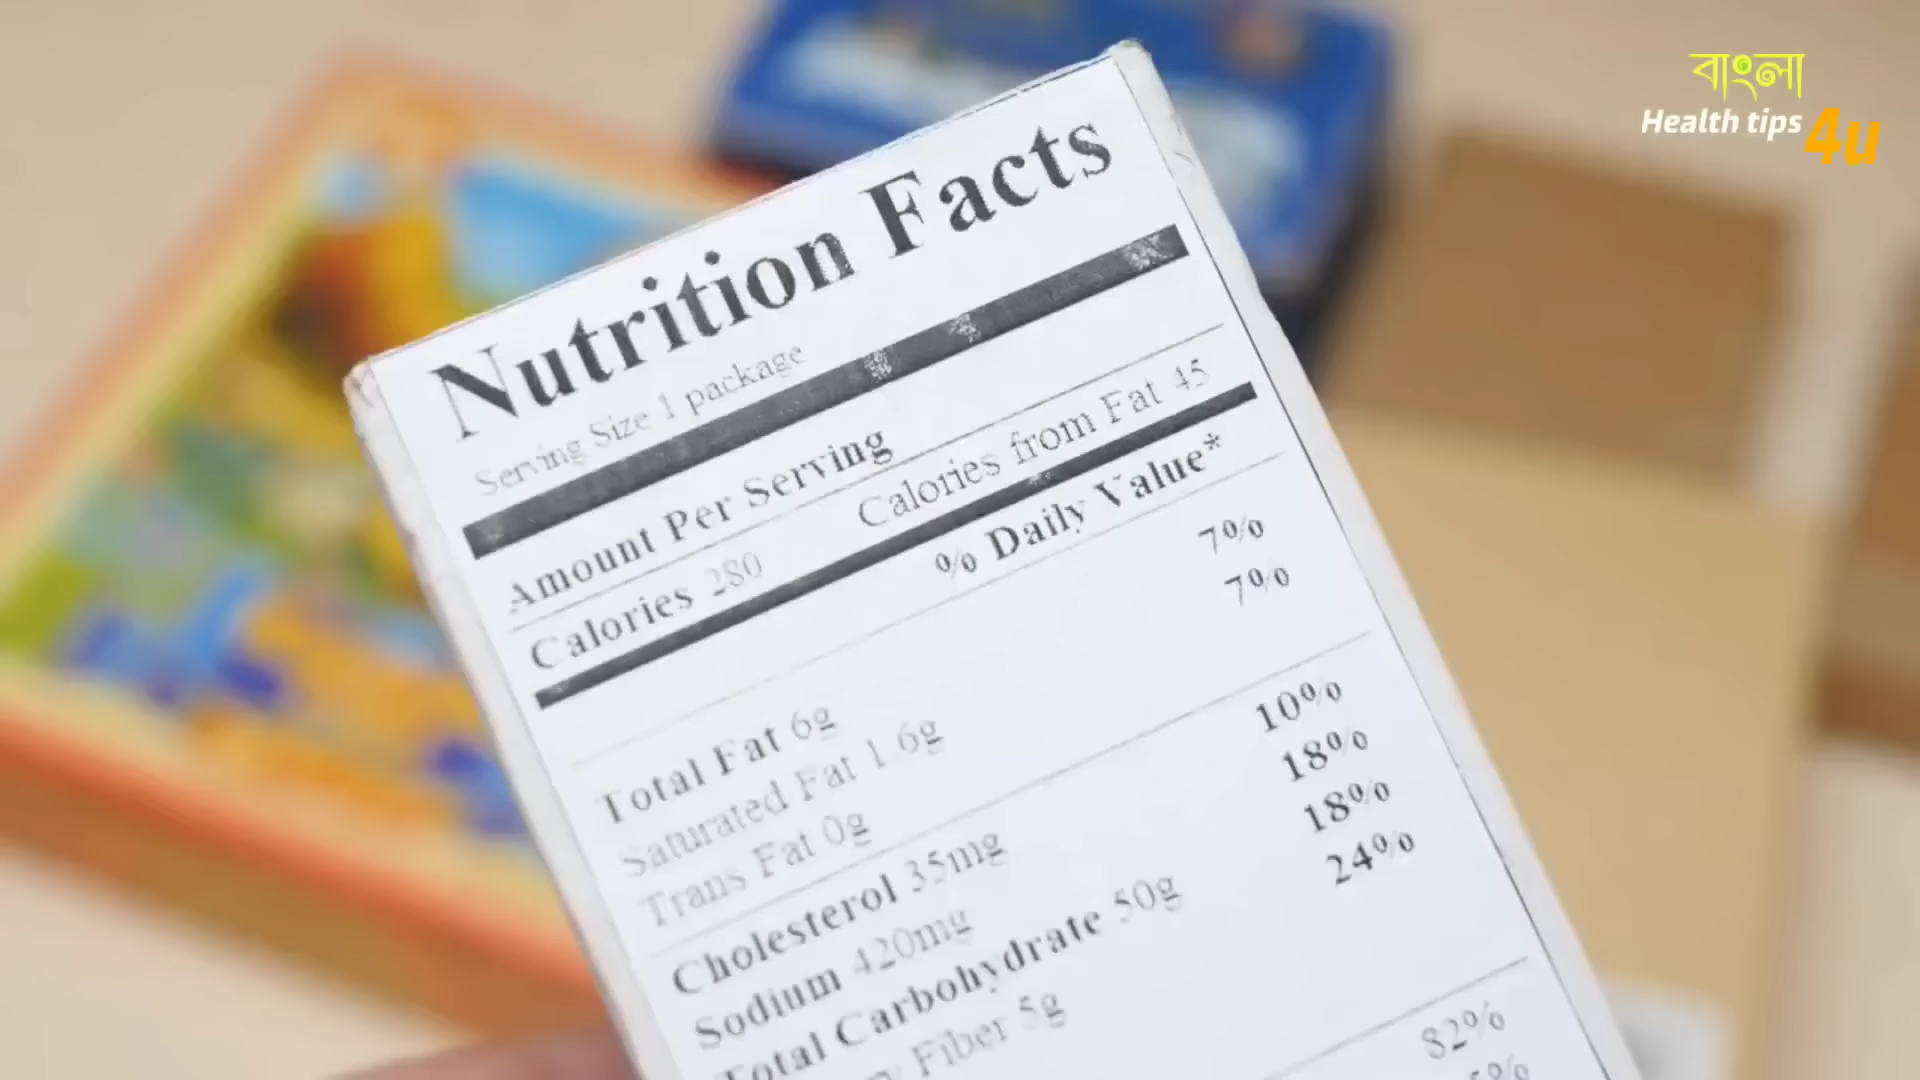 বাংলা
Health tips 4u
Nutrition Facts
Serving Size 1 package
Amount Per Serving
Calories 280 Calories from Fat 45
% Daily Value*
Total Fat 6g 7%
Saturated Fat 1.6g 7%
Trans Fat 0g
Cholesterol 35mg 10%
Sodium 420mg 18%
Total Carbohydrate 50g 18%
Fiber 5g 24%
82%